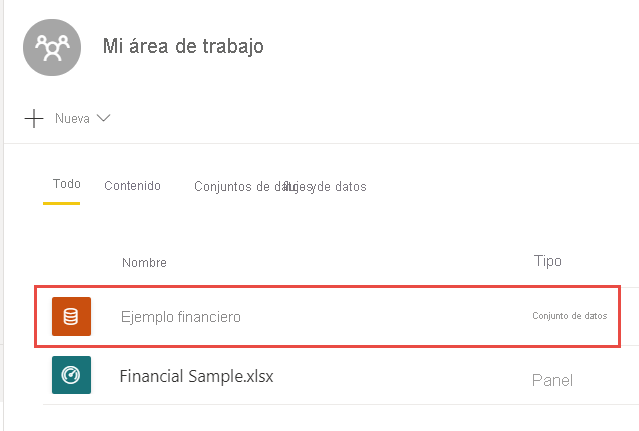 Mi área de trabajo
Nueva
Todo Contenido Conjuntos de datos y de datos
Nombre Tipo
Ejemplo financiero Conjunto de datos
Financial Sample.xlsx Panel